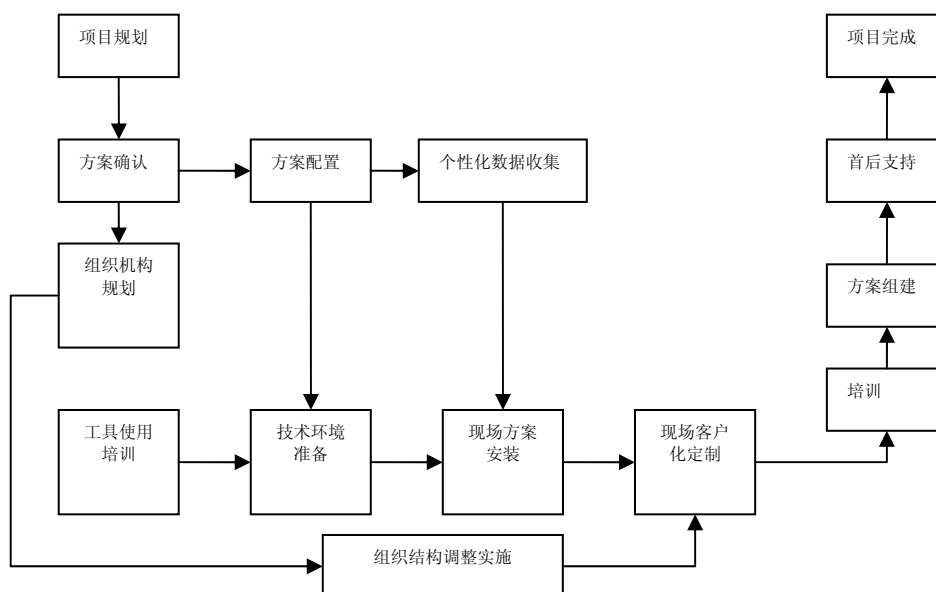 项目规划
项目完成
方案确认
方案配置
个性化数据收集
首后支持
组织机构
规划
方案组建
培训
工具使用
培训
技术环境
准备
现场方案
安装
现场客户
化定制
组织结构调整实施